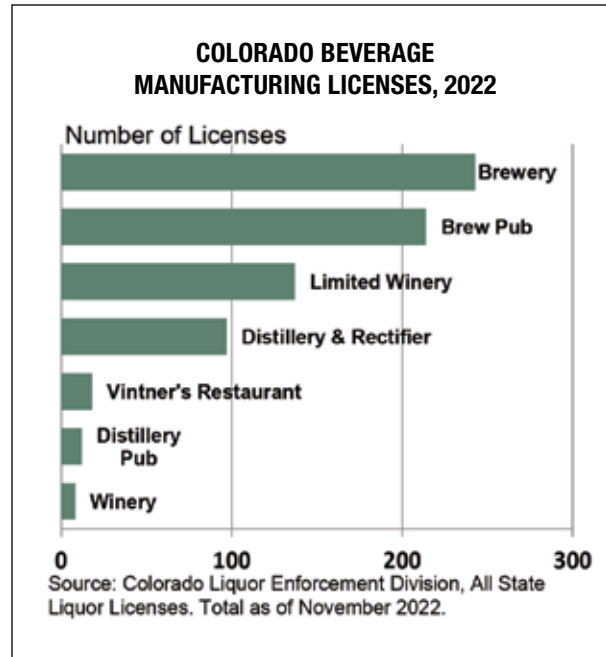 COLORADO BEVERAGE
MANUFACTURING LICENSES, 2022
Number of Licenses
Brewery
Brew Pub
Limited Winery
Distillery & Rectifier
Vintner's Restaurant
Distillery
Pub
Winery
0 100 200 300
Source: Colorado Liquor Enforcement Division, All State
Liquor Licenses. Total as of November 2022.